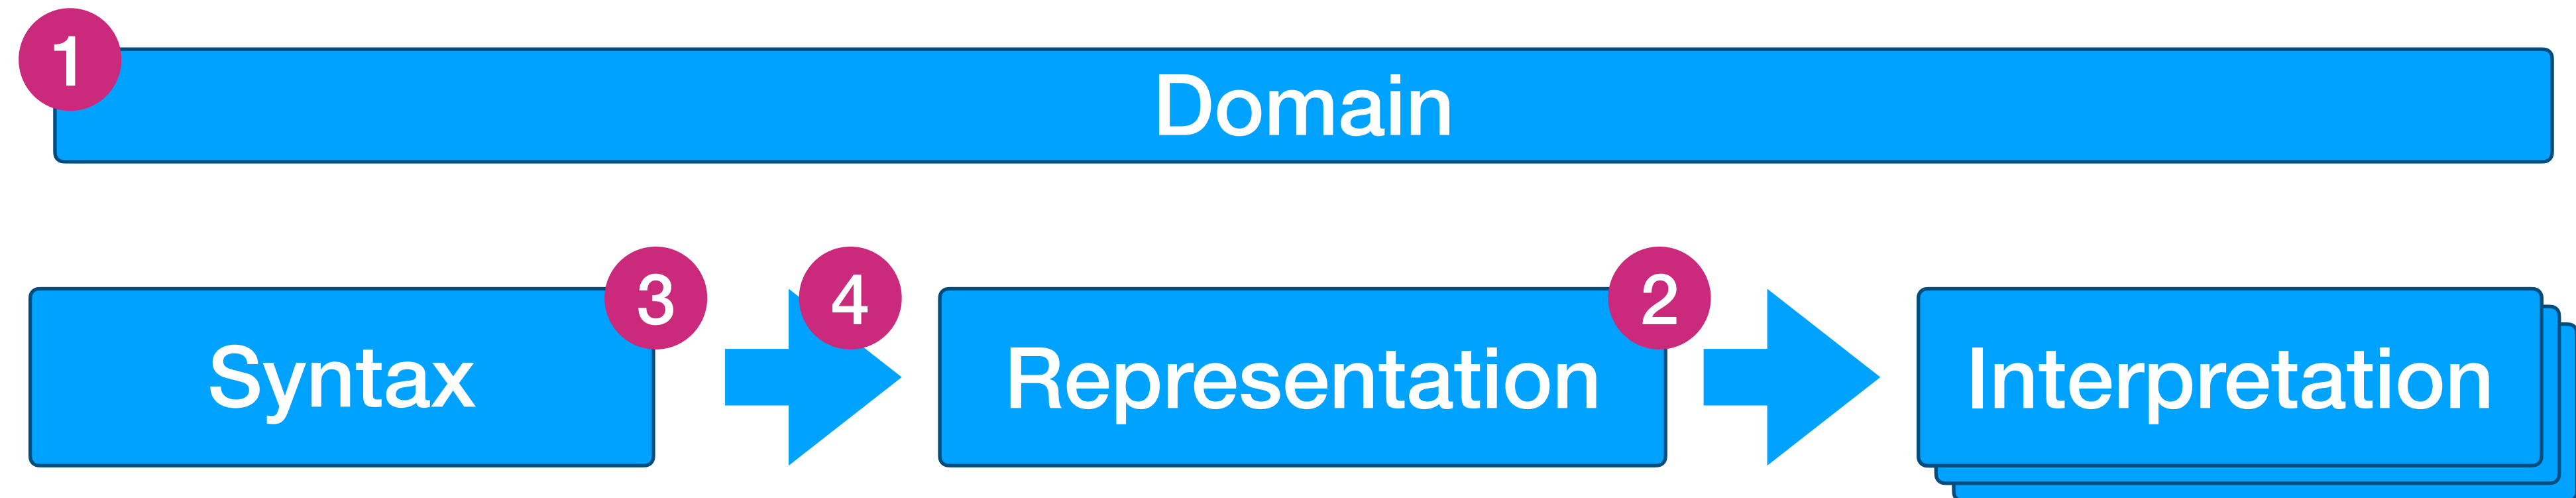 1
Domain
3
4
2
Syntax
Representation
Interpretation